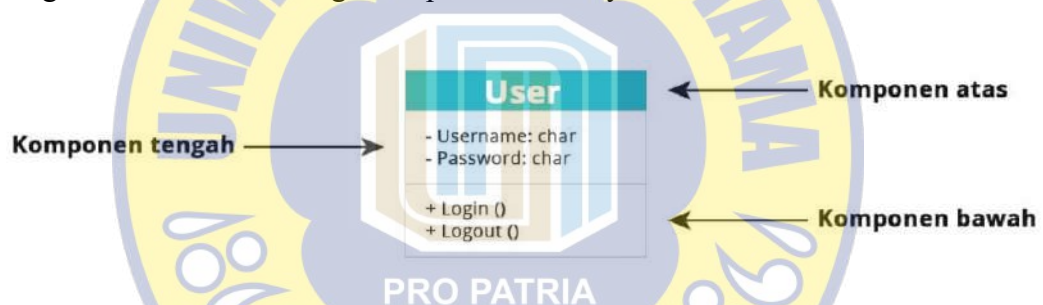 User
Komponen atas
Komponen tengah
- Username: char
- Password: char
+ Login ()
+ Logout ()
Komponen bawah
PRO PATRIA